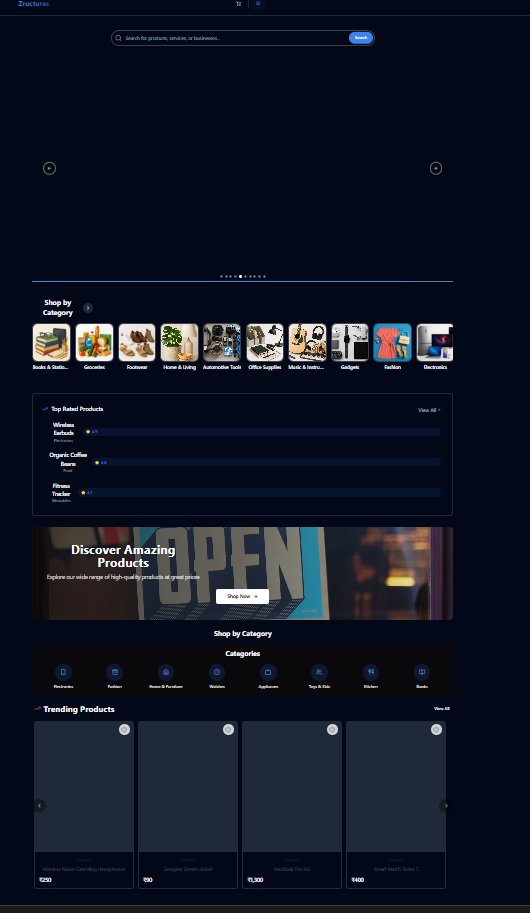 Zructures
U
Search for products, services, or businesses...
Search
Shop by
Category
Books & Statio...
Groceries
Footwear
Home & Living
Automotive Tools
Office Supplies
Music & Instru...
Gadgets
Fashion
Electronics
Top Rated Products
View All
Wireless
Earbuds
Electronics
4.9
Organic Coffee
Beans
Food
4.8
Fitness
Tracker
Wearables
4.7
OPEN
Discover Amazing
Products
Explore our wide range of high-quality products at great prices
Shop Now →
Shop by Category
Categories
Electronics
Fashion
Home & Furniture
Watches
Appliances
Toys & Kids
Kitchen
Books
Trending Products
View All
Wireless Noise-Cancelling Headphones
₹250
Designer Denim Jacket
₹90
MacBook Pro M2
₹1,300
Smart Watch Series 5
₹400